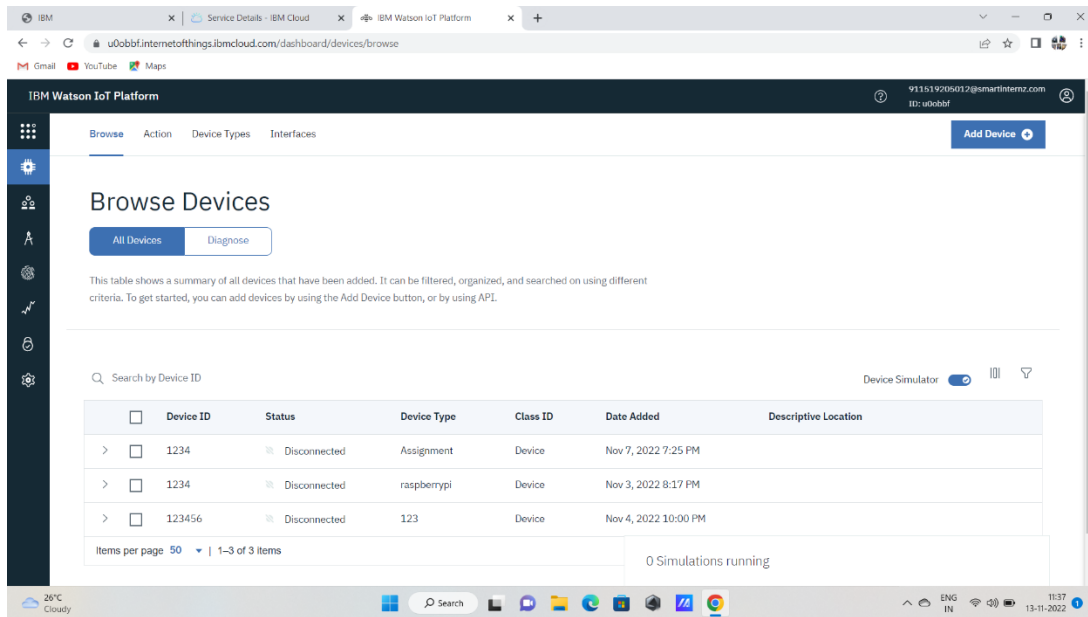 IBM
Service Details - IBM Cloud
IBM Watson IoT Platform
u0obbf.internetofthings.ibmcloud.com/dashboard/devices/browse
Gmail YouTube Maps
IBM Watson IoT Platform
911519205012@smartinternz.com
ID: u0obbf
Browse Action Device Types Interfaces
Add Device
Browse Devices
All Devices Diagnose
This table shows a summary of all devices that have been added. It can be filtered, organized, and searched on using different
criteria. To get started, you can add devices by using the Add Device button, or by using API.
Search by Device ID
Device Simulator
Device ID Status Device Type Class ID Date Added Descriptive Location
1234 Disconnected Assignment Device Nov 7, 2022 7:25 PM
1234 Disconnected raspberrypi Device Nov 3, 2022 8:17 PM
123456 Disconnected 123 Device Nov 4, 2022 10:00 PM
Items per page 50 | 1–3 of 3 items
0 Simulations running
26°C
Cloudy
Search
ENG
IN
11:37
13-11-2022
1